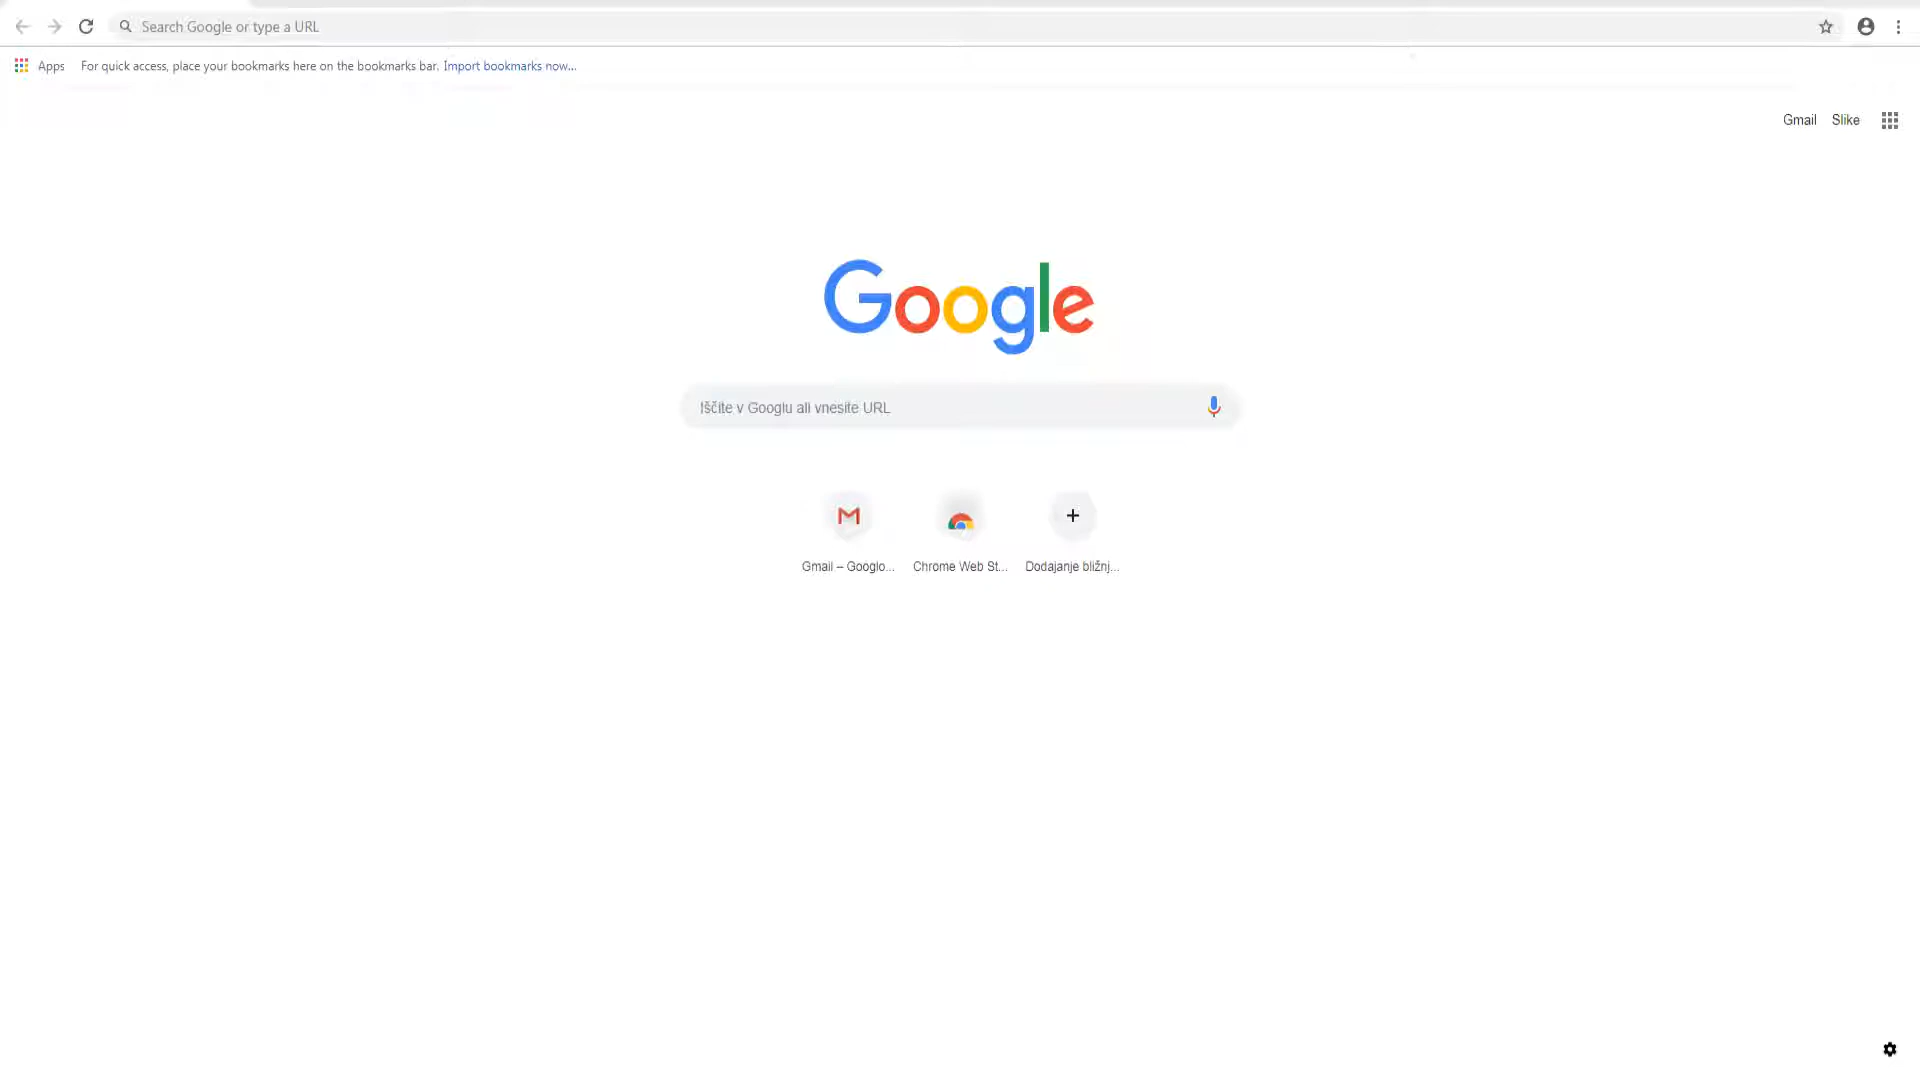 Search Google or type a URL
Apps For quick access, place your bookmarks here on the bookmarks bar. Import bookmarks now...
Gmail Slike
Google
Iščite v Googlu ali vnesite URL
Gmail – Googlo... Chrome Web St... Dodajanje bližnj...